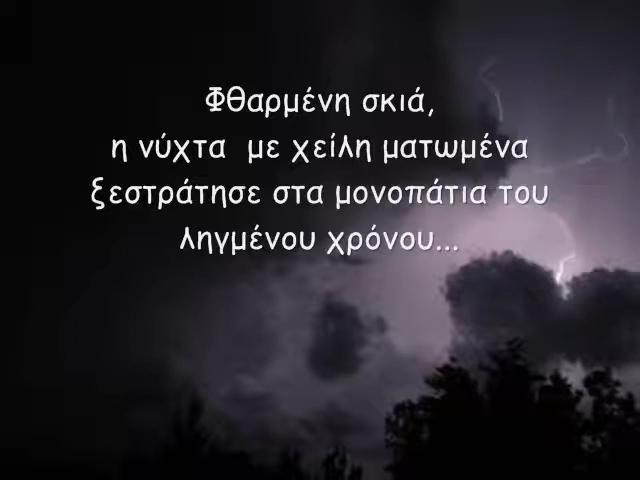 Φθαρμένη σκιά,
η νύχτα με χείλη ματωμένα
ξεστράτησε στα μονοπάτια του
ληγμένου χρόνου...